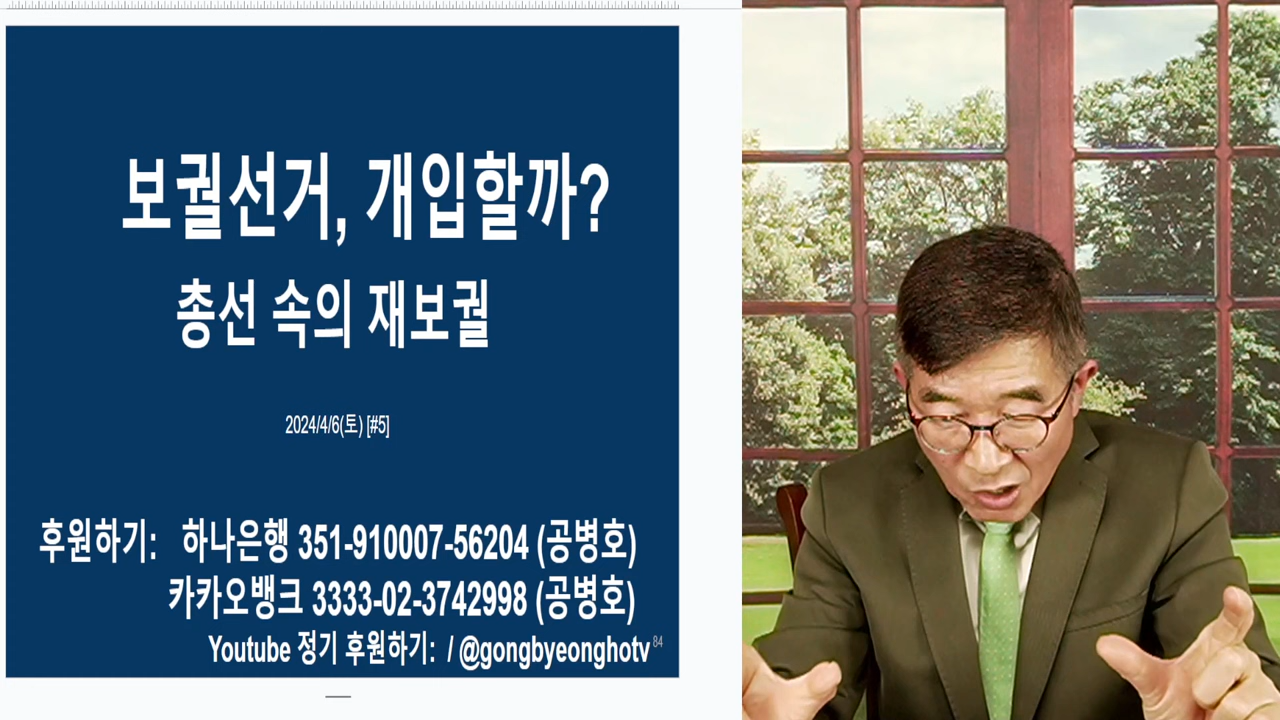 보궐선거, 개입할까?
총선 속의 재보궐
2024/4/6(토) [#5]
후원하기: 하나은행 351-910007-56204 (공병호)
카카오뱅크 3333-02-3742998 (공병호)
Youtube 정기 후원하기: / @gongbyeonghotv
84